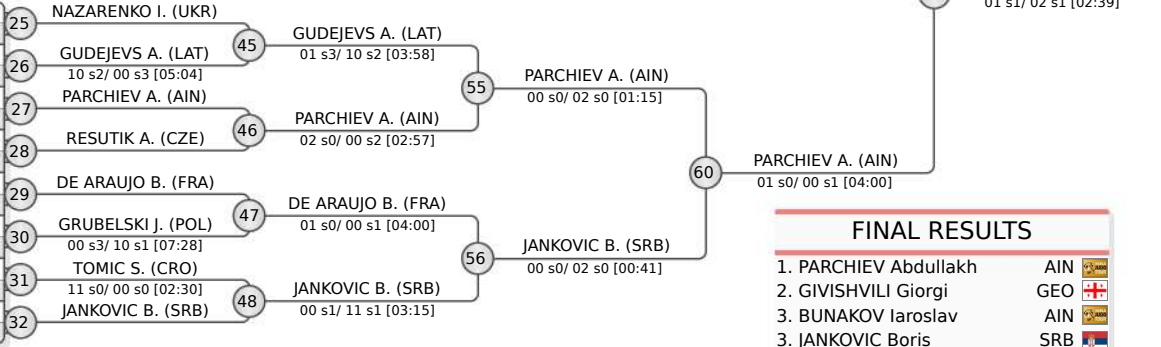 01 s1/ 02 s1 [02:39]
25
NAZARENKO I. (UKR)
45
GUDEJEVS A. (LAT)
01 s3/ 10 s2 [03:58]
26
GUDEJEVS A. (LAT)
10 s2/ 00 s3 [05:04]
55
PARCHIEV A. (AIN)
00 s0/ 02 s0 [01:15]
27
PARCHIEV A. (AIN)
46
PARCHIEV A. (AIN)
02 s0/ 00 s2 [02:57]
28
RESUTIK A. (CZE)
60
PARCHIEV A. (AIN)
01 s0/ 00 s1 [04:00]
29
DE ARAUJO B. (FRA)
47
DE ARAUJO B. (FRA)
01 s0/ 00 s1 [04:00]
30
GRUBELSKI J. (POL)
00 s3/ 10 s1 [07:28]
56
JANKOVIC B. (SRB)
00 s0/ 02 s0 [00:41]
31
TOMIC S. (CRO)
11 s0/ 00 s0 [02:30]
48
JANKOVIC B. (SRB)
00 s1/ 11 s1 [03:15]
32
JANKOVIC B. (SRB)
FINAL RESULTS
1. PARCHIEV Abdullakh AIN
2. GIVISHVILI Giorgi GEO
3. BUNAKOV Iaroslav AIN
3. JANKOVIC Boris SRB